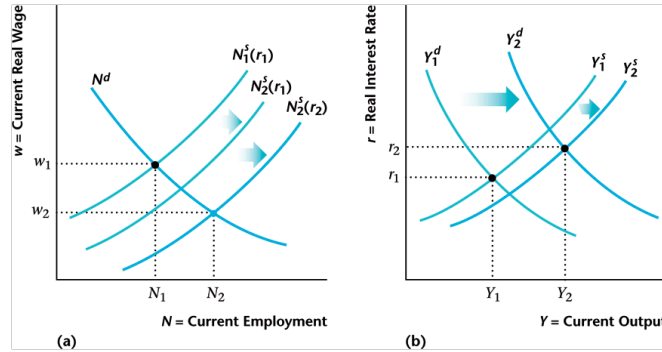 w = Current Real Wage
N^d
N_1^s(r_1)
N_2^s(r_1)
N_2^s(r_2)
w_1
w_2
N_1
N_2
N = Current Employment
(a)
r = Real Interest Rate
Y_1^d
Y_2^d
Y_1^s
Y_2^s
r_2
r_1
Y_1
Y_2
Y = Current Output
(b)